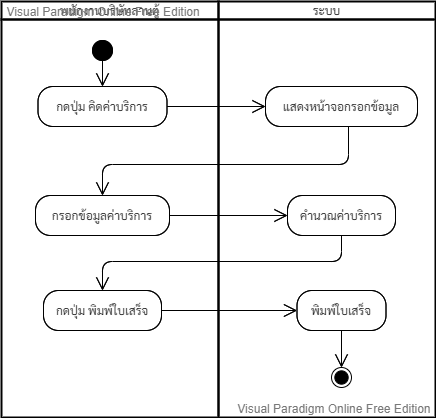 Visual Paradigm Online Free Edition
ระบบ
กดปุ่ม คิดค่าบริการ
แสดงหน้าจอกรอกข้อมูล
กรอกข้อมูลค่าบริการ
คำนวณค่าบริการ
กดปุ่ม พิมพ์ใบเสร็จ
พิมพ์ใบเสร็จ
Visual Paradigm Online Free Edition